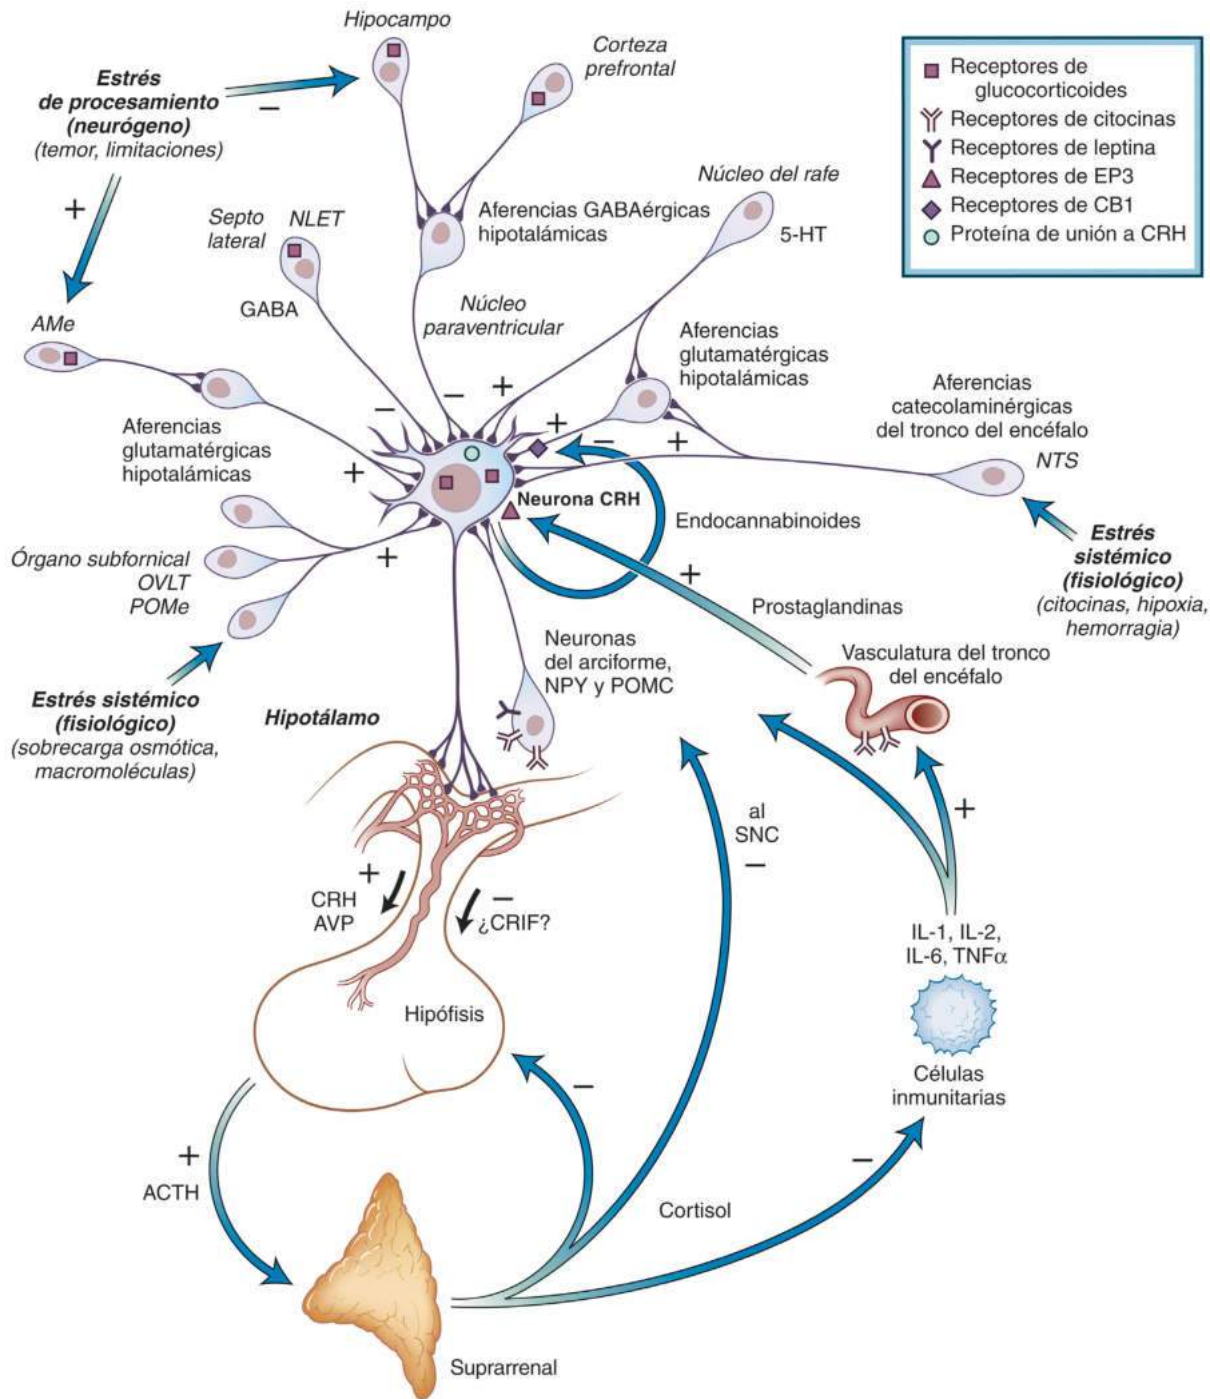 Hipocampo
Corteza
prefrontal
Estrés
de procesamiento
(neurógeno)
(temor, limitaciones)
−
+
Receptores de
glucocorticoides
Receptores de citocinas
Receptores de leptina
Receptores de EP3
Receptores de CB1
Proteína de unión a CRH
Núcleo del rafe
5-HT
Septo
lateral
NLET
GABA
Aferencias GABAérgicas
hipotalámicas
Núcleo
paraventricular
AMe
Aferencias
glutamatérgicas
hipotalámicas
Aferencias
glutamatérgicas
hipotalámicas
Aferencias
catecolaminérgicas
del tronco del encéfalo
NTS
−
−
+
+
−
+
+
Neurona CRH
Endocannabinoides
Órgano subfornical
OVLT
POMe
+
Estrés
sistémico
(fisiológico)
(citocinas, hipoxia,
hemorragia)
+
Prostaglandinas
Neuronas
del arciforme,
NPY y POMC
Vasculatura del tronco
del encéfalo
Estrés sistémico
(fisiológico)
(sobrecarga osmótica,
macromoléculas)
Hipotálamo
al
SNC
−
+
+
CRH
AVP
−
¿CRIF?
IL-1, IL-2,
IL-6, TNFα
Hipófisis
Células
inmunitarias
−
−
+
ACTH
Cortisol
Suprarrenal